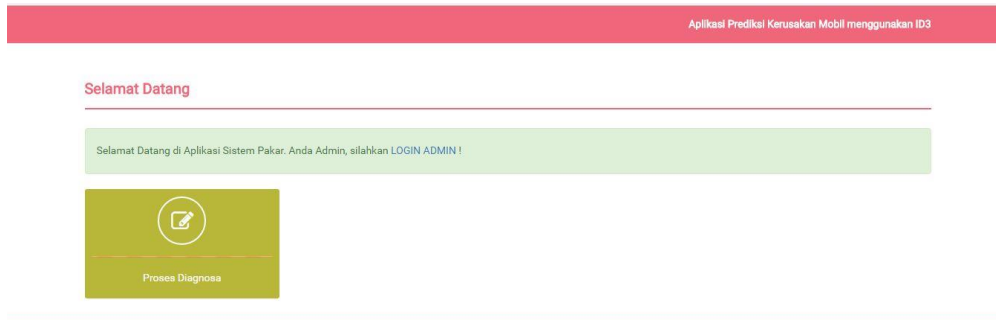 Aplikasi Prediksi Kerusakan Mobil menggunakan ID3
Selamat Datang
Selamat Datang di Aplikasi Sistem Pakar. Anda Admin, silahkan LOGIN ADMIN !
Proses Diagnosa